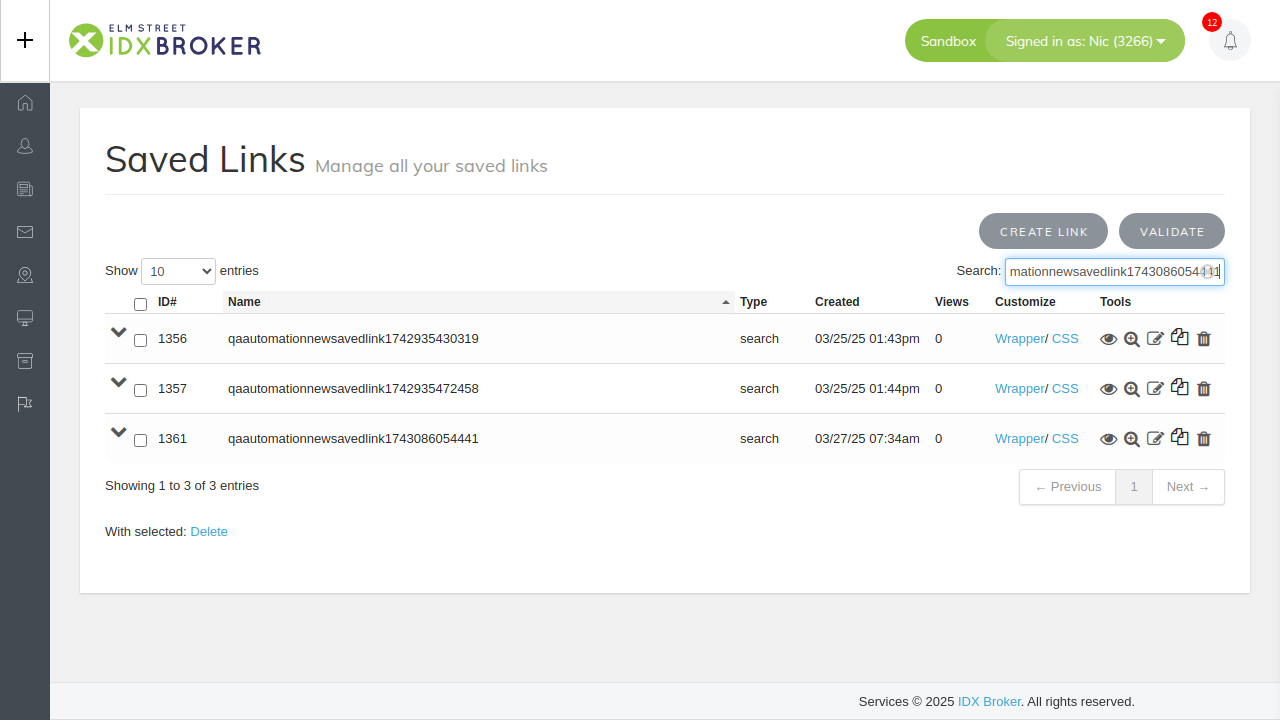 ELM STREET
IDXBROKER
Sandbox
Signed in as: Nic (3266)
12
Saved Links Manage all your saved links
CREATE LINK
VALIDATE
Show 10 entries
Search: mationnewsavedlink1743086054441
ID# Name Type Created Views Customize Tools
1356 qaautomationnewsavedlink1742935430319 search 03/25/25 01:43pm 0 Wrapper/ CSS
1357 qaautomationnewsavedlink1742935472458 search 03/25/25 01:44pm 0 Wrapper/ CSS
1361 qaautomationnewsavedlink1743086054441 search 03/27/25 07:34am 0 Wrapper/ CSS
Showing 1 to 3 of 3 entries
← Previous 1 Next →
With selected: Delete
Services © 2025 IDX Broker. All rights reserved.